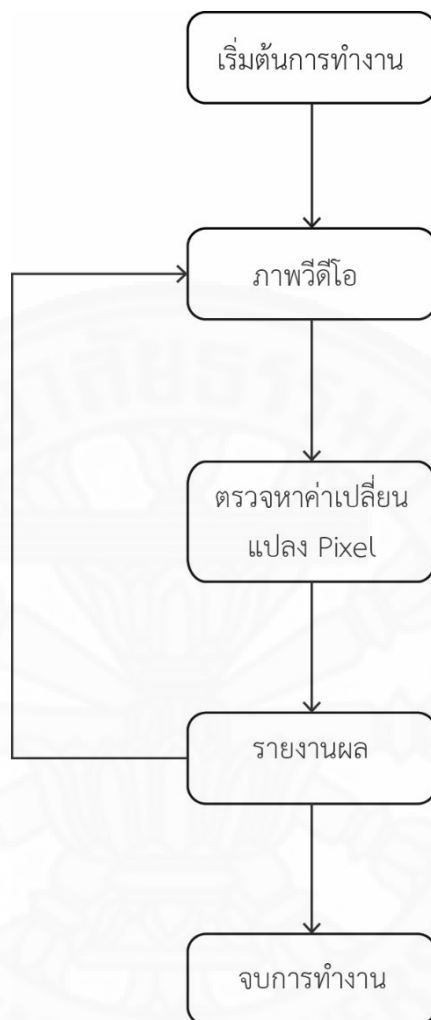 เริ่มต้นการทำงาน
ภาพวีดีโอ
ตรวจหาค่าเปลี่ยน
แปลง Pixel
รายงานผล
จบการทำงาน